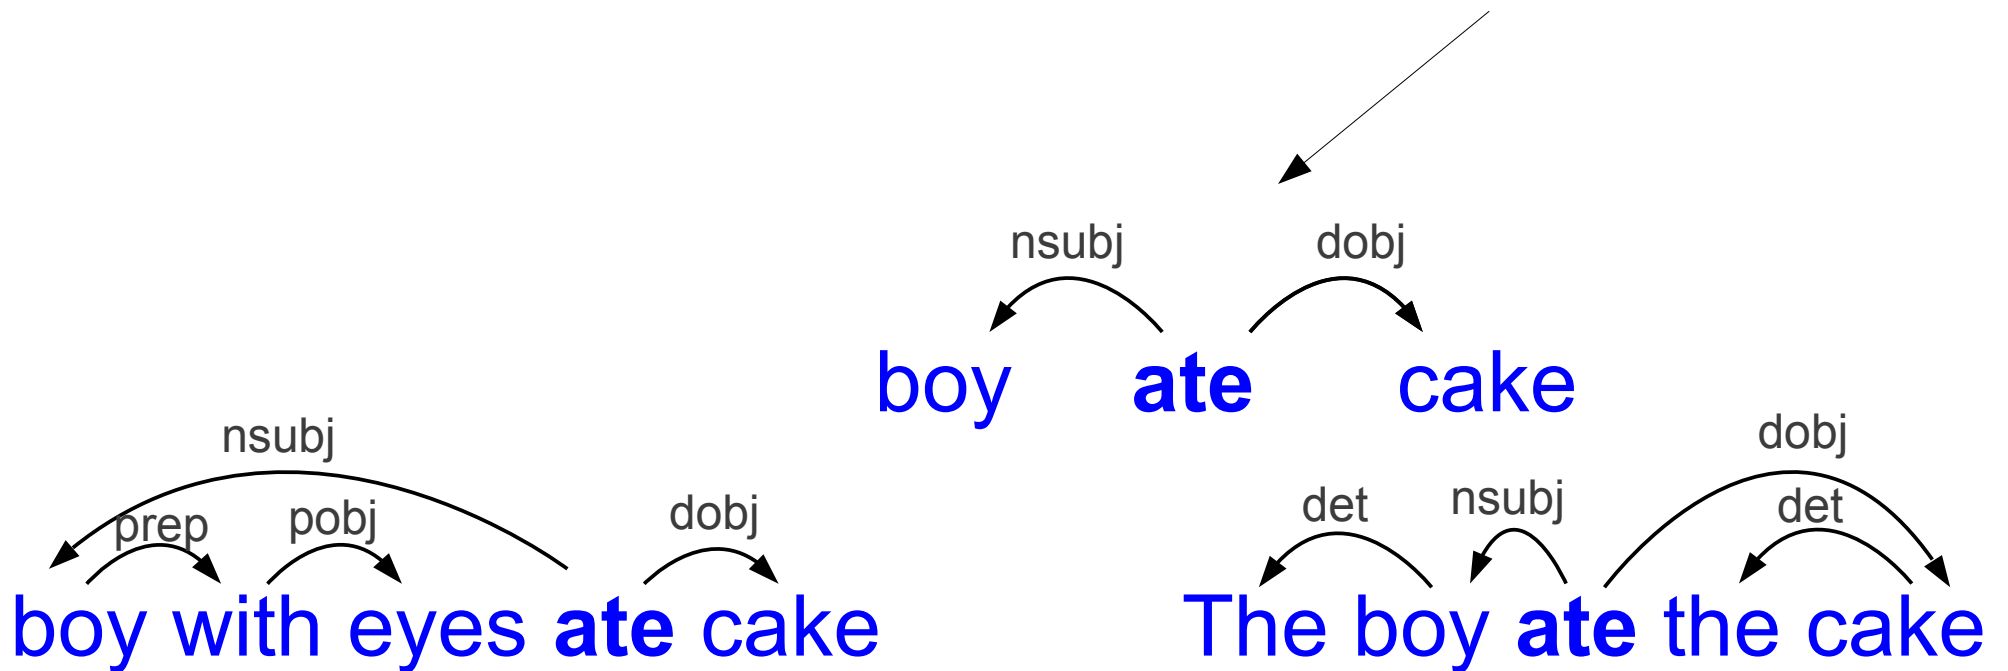 nsubj dobj
boy ate cake
nsubj
prep pobj dobj
boy with eyes ate cake
dobj
det nsubj det
The boy ate the cake